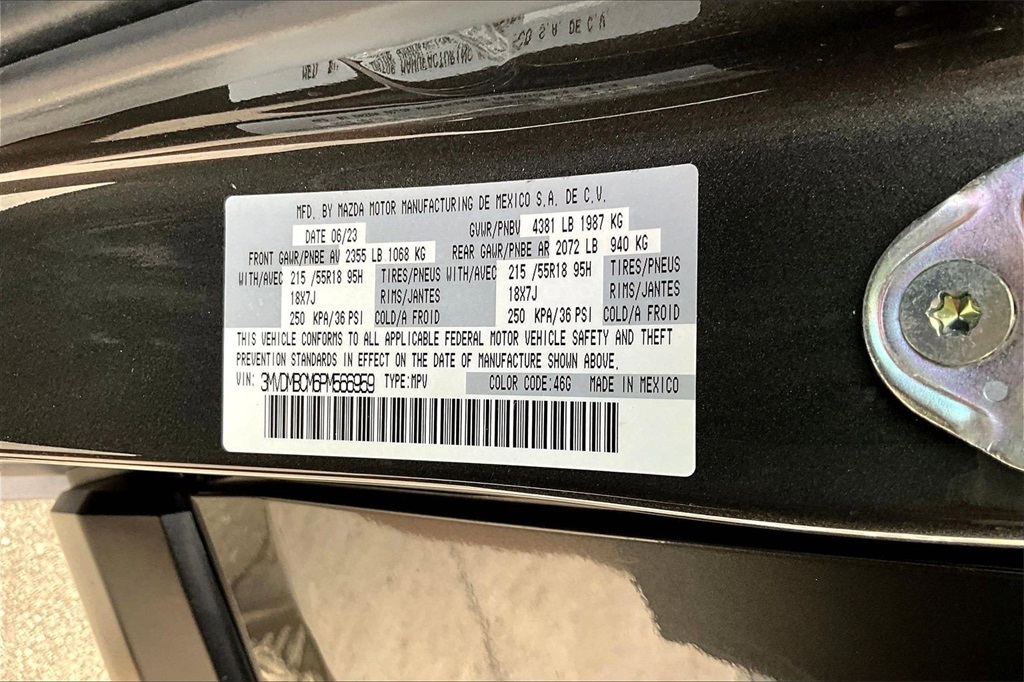 MFD. BY MAZDA MOTOR MANUFACTURING DE MEXICO S.A. DE C.V.
DATE 06/23 GVWR/PNBV 4381 LB 1987 KG
FRONT GAWR/PNBE AV 2355 LB 1068 KG REAR GAWR/PNBE AR 2072 LB 940 KG
WITH/AVEC 215 /55R18 95H TIRES/PNEUS WITH/AVEC 215 /55R18 95H TIRES/PNEUS
18X7J RIMS/JANTES 18X7J RIMS/JANTES
250 KPA/36 PSI COLD/A FROID 250 KPA/36 PSI COLD/A FROID
THIS VEHICLE CONFORMS TO ALL APPLICABLE FEDERAL MOTOR VEHICLE SAFETY AND THEFT
PREVENTION STANDARDS IN EFFECT ON THE DATE OF MANUFACTURE SHOWN ABOVE.
VIN: 3MVDMBCM6PM566959 TYPE:MPV COLOR CODE:46G MADE IN MEXICO